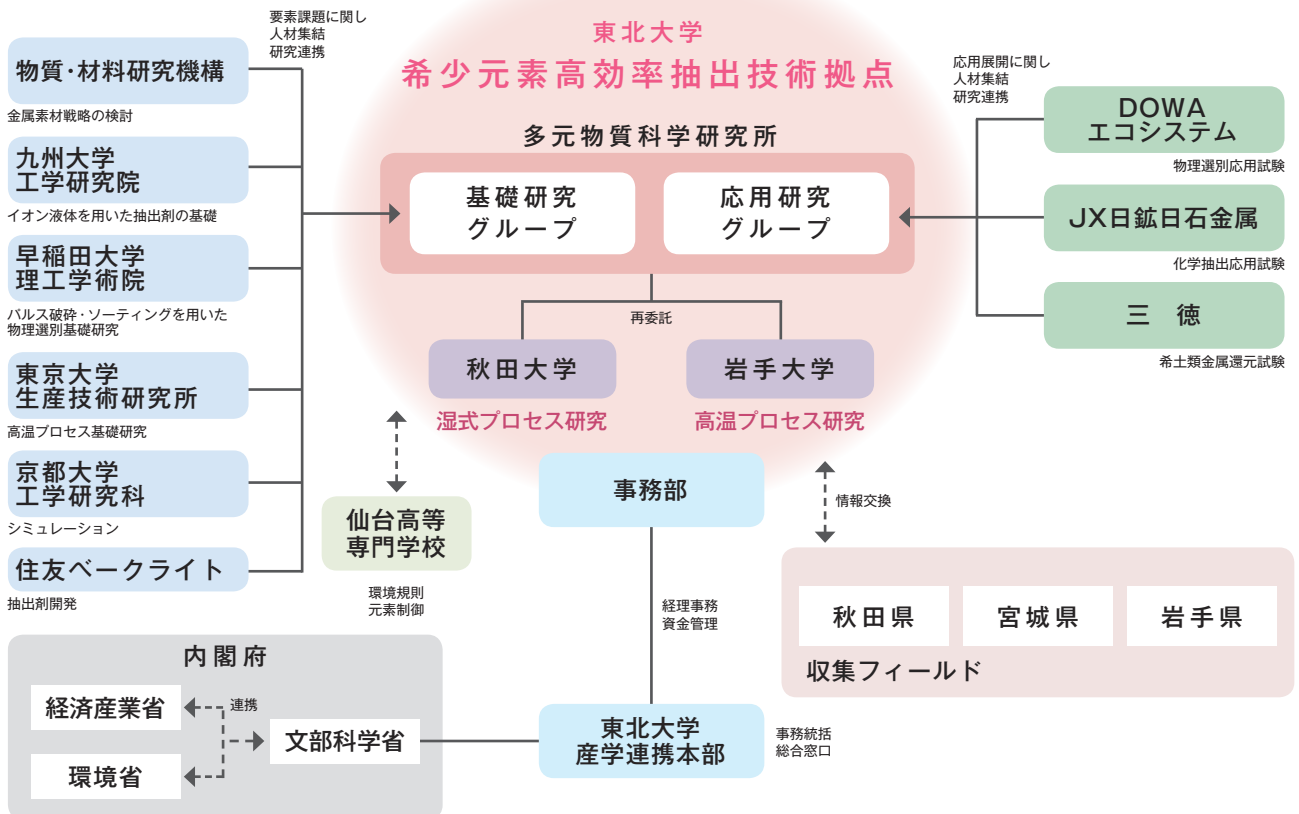 東北大学
希少元素高効率抽出技術拠点
多元物質科学研究所
基礎研究
グループ
応用研究
グループ
再委託
秋田大学
湿式プロセス研究
岩手大学
高温プロセス研究
要素課題に関し
人材集結
研究連携
物質・材料研究機構
金属素材戦略の検討
九州大学
工学研究院
イオン液体を用いた抽出剤の基礎
早稲田大学
理工学術院
パルス破砕・ソーティングを用いた
物理選別基礎研究
東京大学
生産技術研究所
高温プロセス基礎研究
京都大学
工学研究科
シミュレーション
住友ベークライト
抽出剤開発
応用展開に関し
人材集結
研究連携
DOWA
エコシステム
物理選別応用試験
JX日鉱日石金属
化学抽出応用試験
三 徳
希土類金属還元試験
仙台高等
専門学校
環境規則
元素制御
事務部
情報交換
秋田県
宮城県
岩手県
収集フィールド
経理事務
資金管理
内閣府
経済産業省
連携
環境省
文部科学省
東北大学
産学連携本部
事務統括
総合窓口